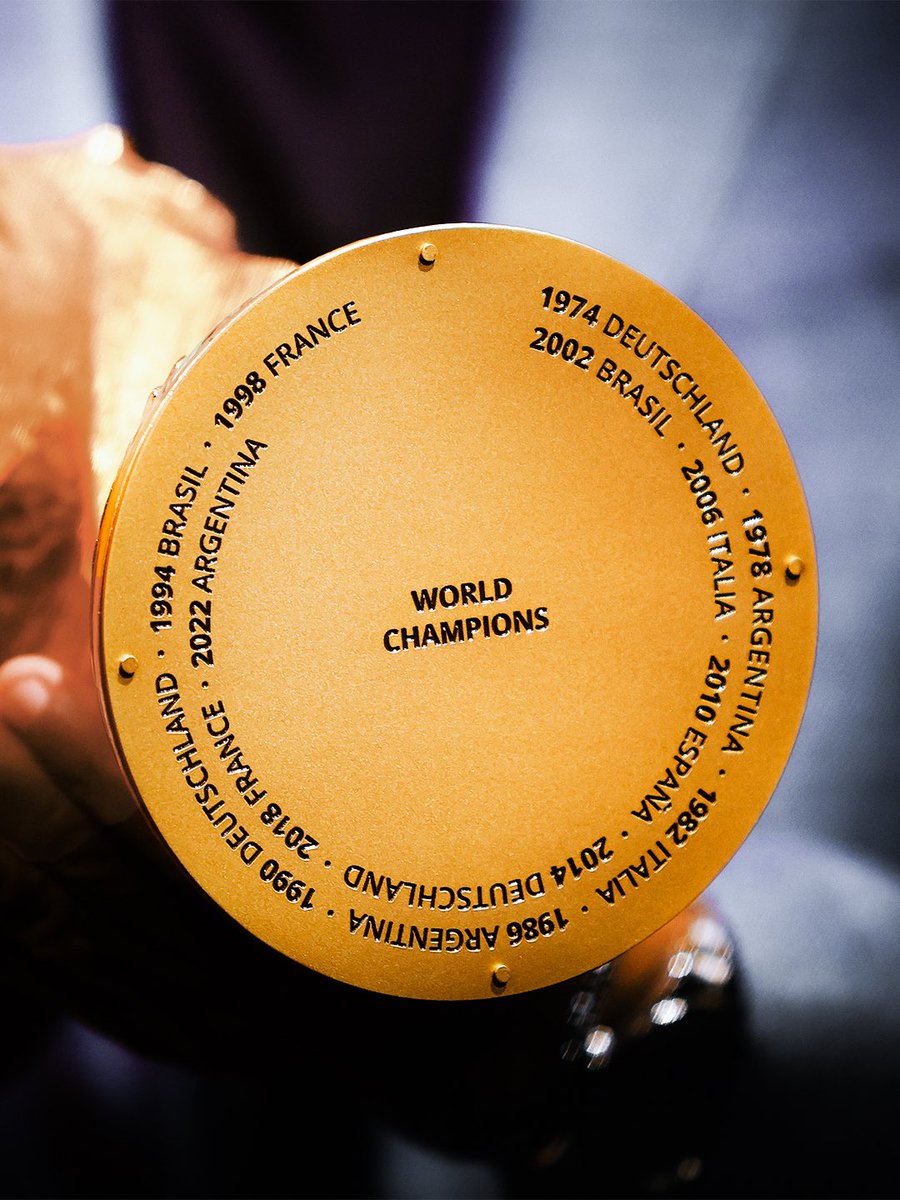 1974 DEUTSCHLAND · 1978 ARGENTINA · 1982 ITALIA · 1986 ARGENTINA · 1990 DEUTSCHLAND · 1994 BRASIL · 1998 FRANCE
2002 BRASIL · 2006 ITALIA · 2010 ESPAÑA · 2014 DEUTSCHLAND · 2018 FRANCE · 2022 ARGENTINA
WORLD
CHAMPIONS